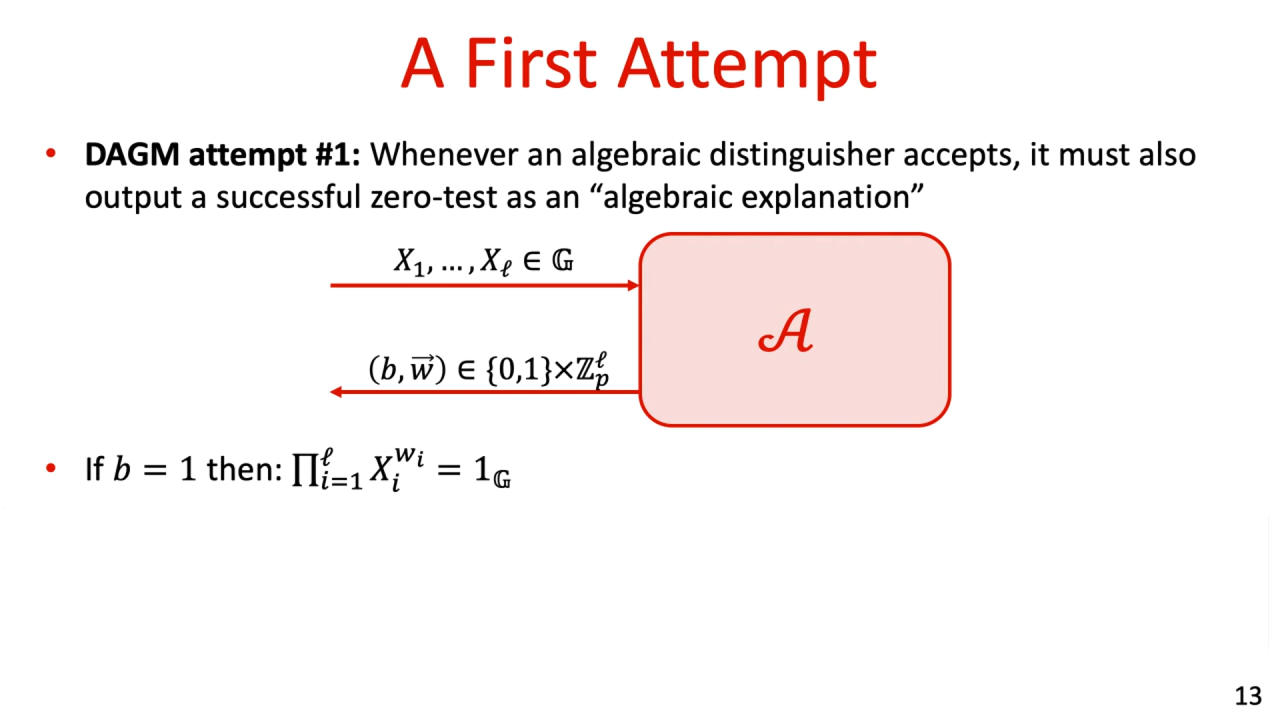 A First Attempt
• DAGM attempt #1: Whenever an algebraic distinguisher accepts, it must also
output a successful zero-test as an “algebraic explanation”
X₁, … , X_ℓ ∈ 𝔾
𝒜
(b, w⃗) ∈ {0,1}×ℤ_p^ℓ
• If b = 1 then: ∏_{i=1}^ℓ X_i^{w_i} = 1_𝔾
13